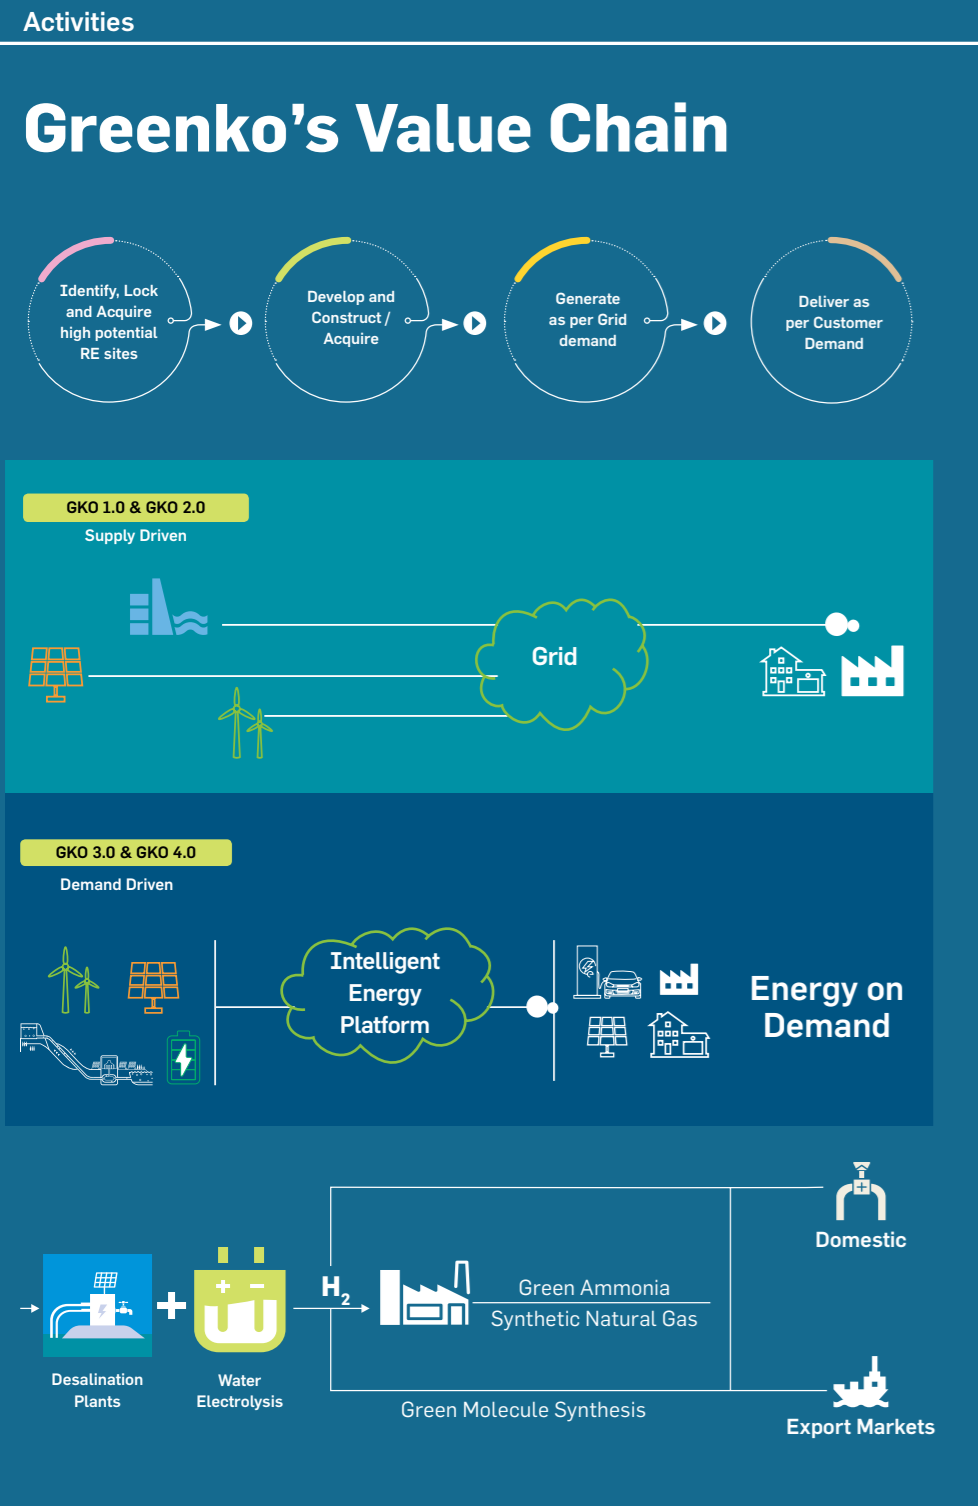 Activities
Greenko’s Value Chain
Identify, Lock
and Acquire
high potential
RE sites
Develop and
Construct /
Acquire
Generate
as per Grid
demand
Deliver as
per Customer
Demand
GKO 1.0 & GKO 2.0
Supply Driven
Grid
GKO 3.0 & GKO 4.0
Demand Driven
Intelligent
Energy
Platform
Energy on
Demand
Domestic
H2
Green Ammonia
Synthetic Natural Gas
Desalination
Plants
Water
Electrolysis
Green Molecule Synthesis
Export Markets